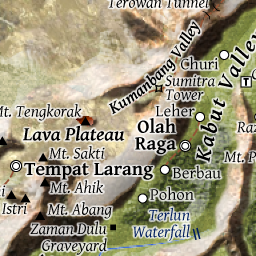 Terowan Tunnel
Kumanbang Valley
Churi
Sumitra
Tower
Kabut Valley
Mt. Tengkorak
Leher
Lava Plateau
Olah
Raga
Mt. Sakti
Tempat Larang
Berbau
Mt. Ahik
Pohon
Istri
Mt. Abang
Terlun
Waterfall
Zaman Dulu
Graveyard